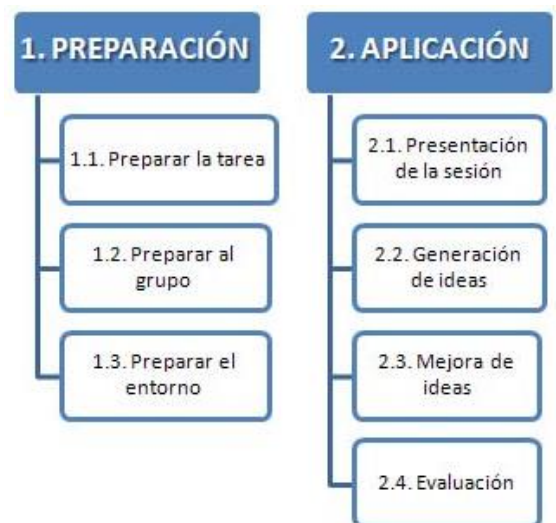 1. PREPARACIÓN
1.1. Preparar la tarea
1.2. Preparar al
grupo
1.3. Preparar el
entorno
2. APLICACIÓN
2.1. Presentación
de la sesión
2.2. Generación
de ideas
2.3. Mejora de
ideas
2.4. Evaluación